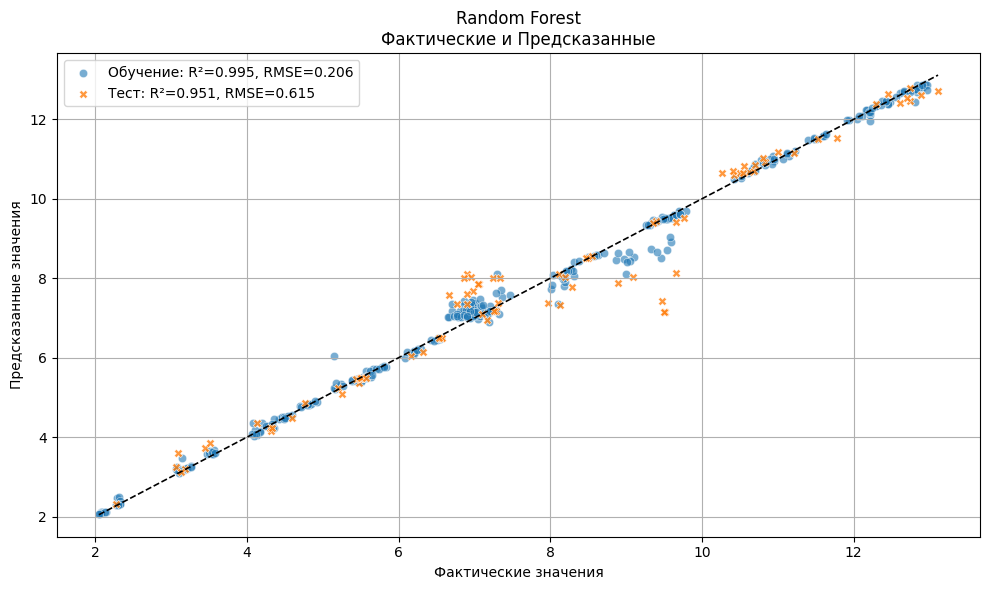 Random Forest
Фактические и Предсказанные
Обучение: R²=0.995, RMSE=0.206
Тест: R²=0.951, RMSE=0.615
Предсказанные значения
12
10
8
6
4
2
2
4
6
8
10
12
Фактические значения